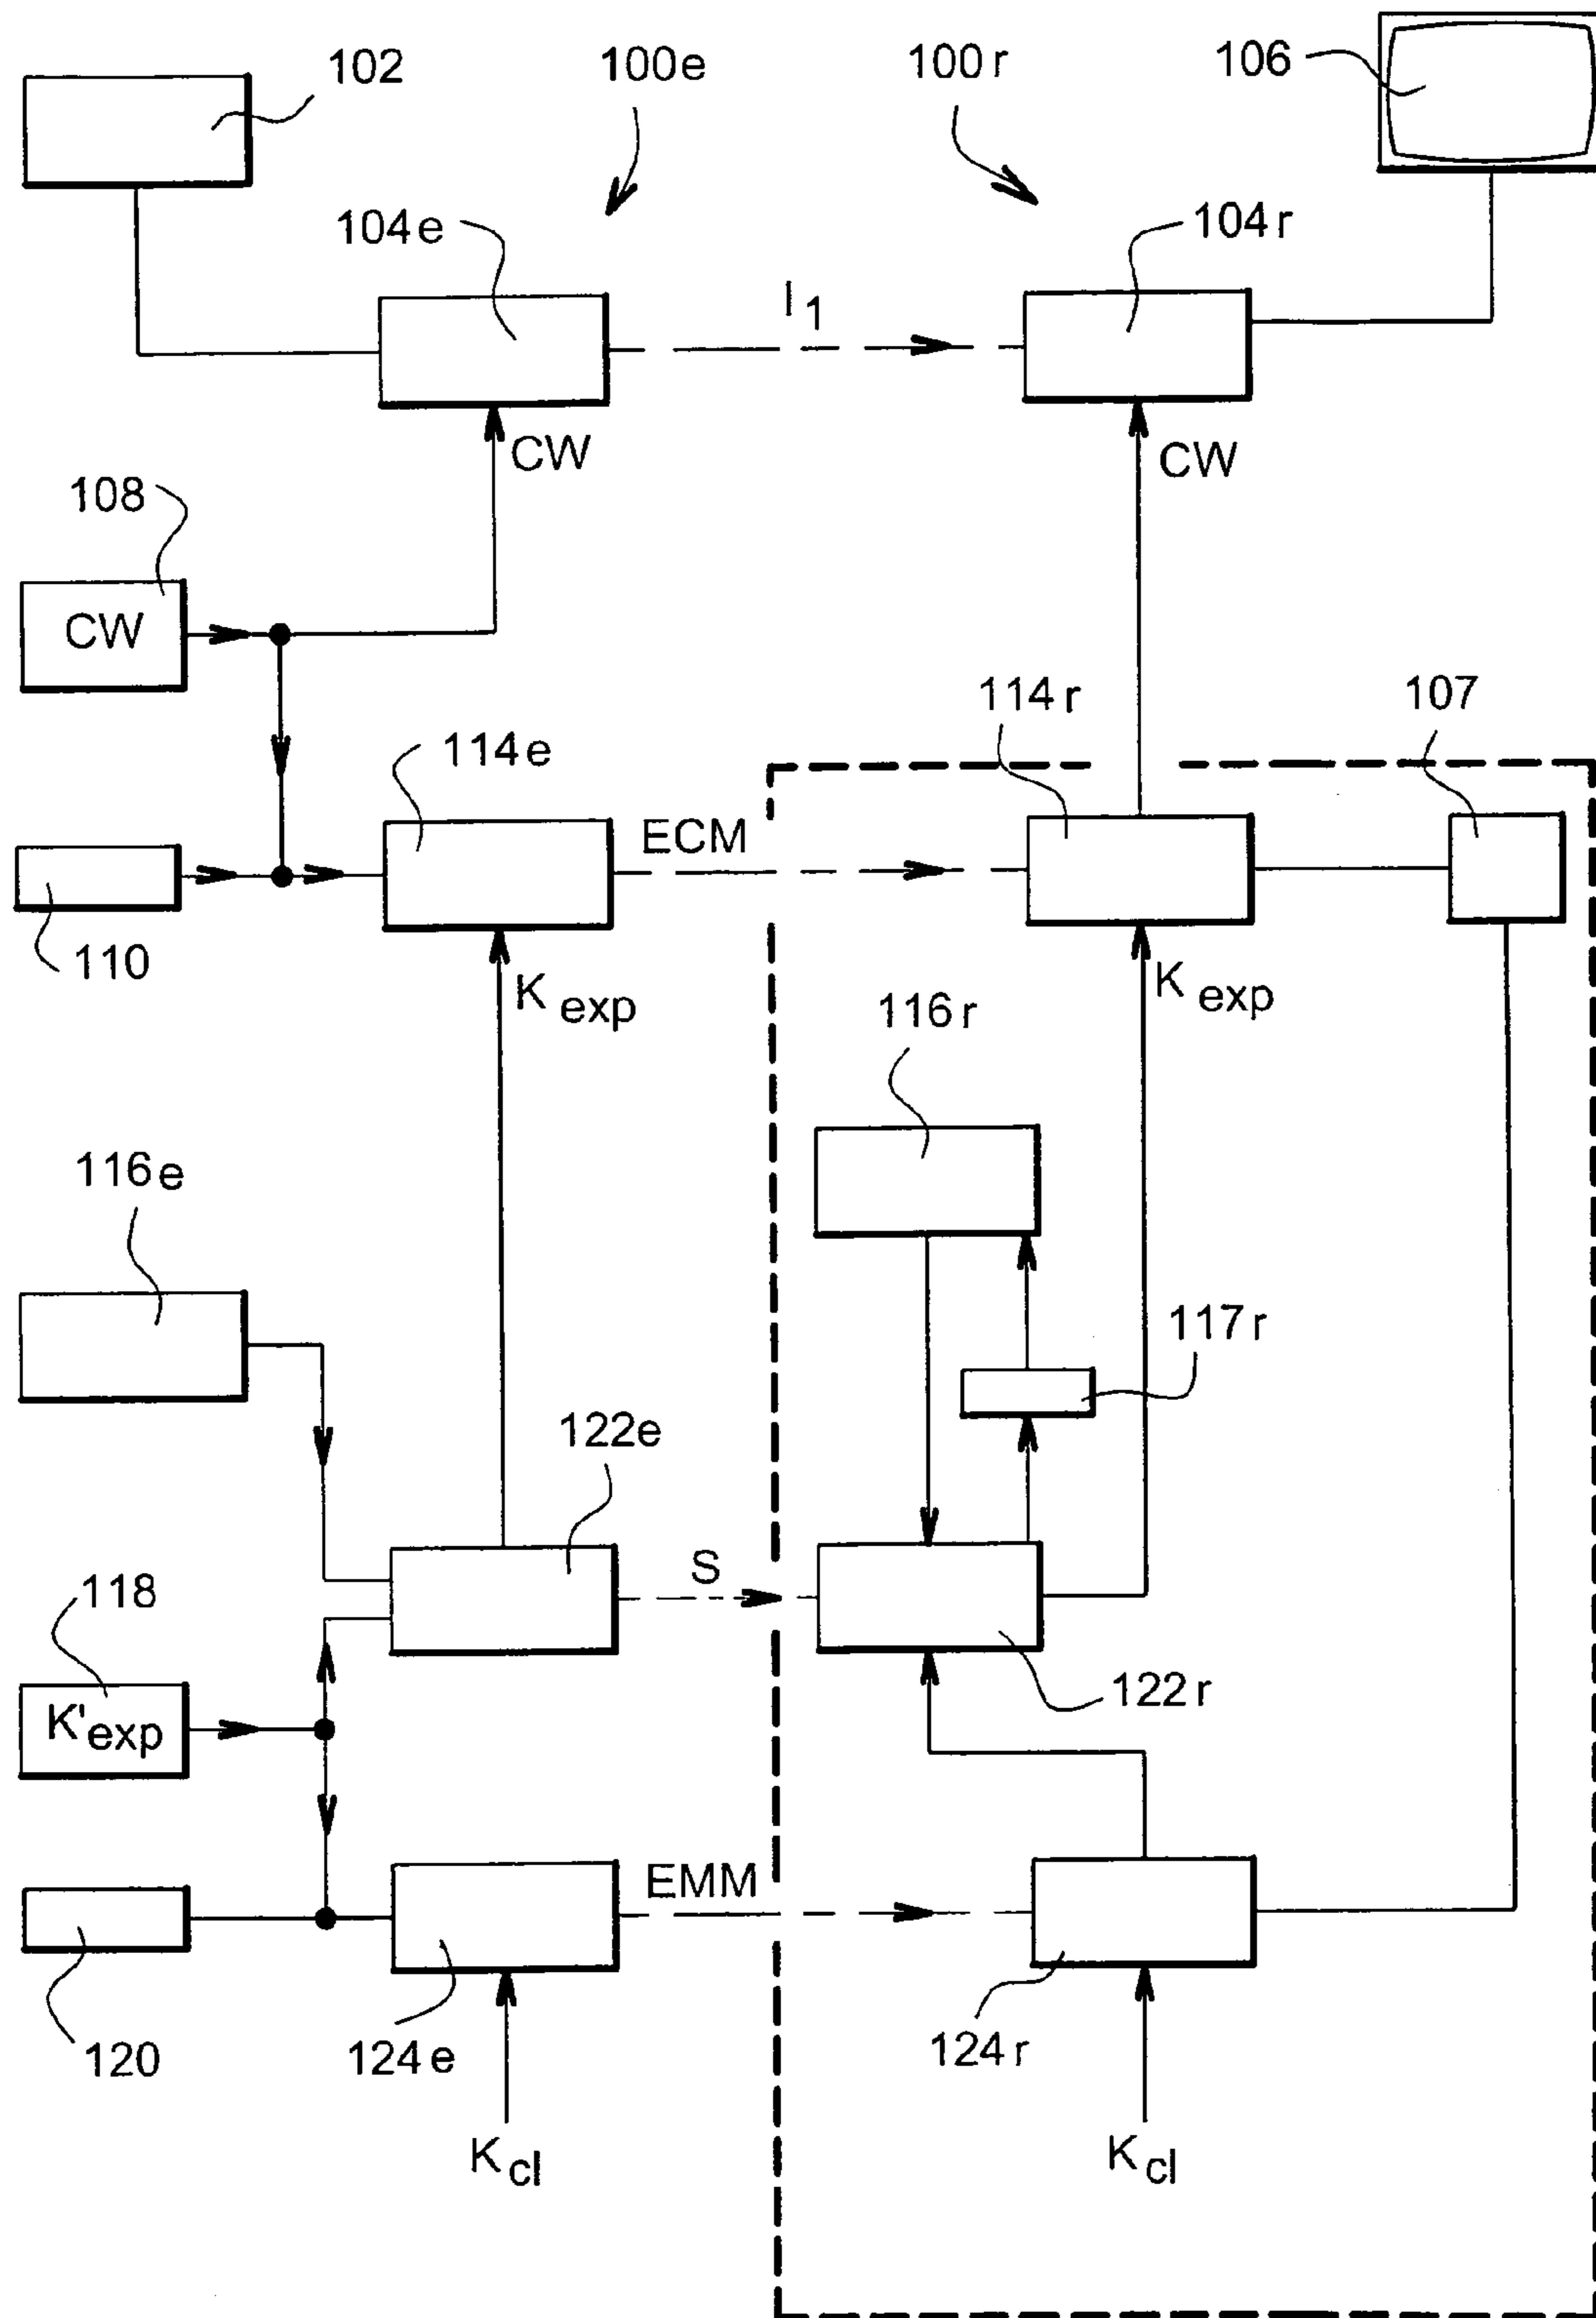 102
100e
100r
106
104e
104r
I1
CW
CW
108
CW
107
114r
114e
ECM
110
Kexp
Kexp
116r
116e
117r
122e
S
118
122r
K'exp
EMM
120
124e
124r
Kcl
Kcl